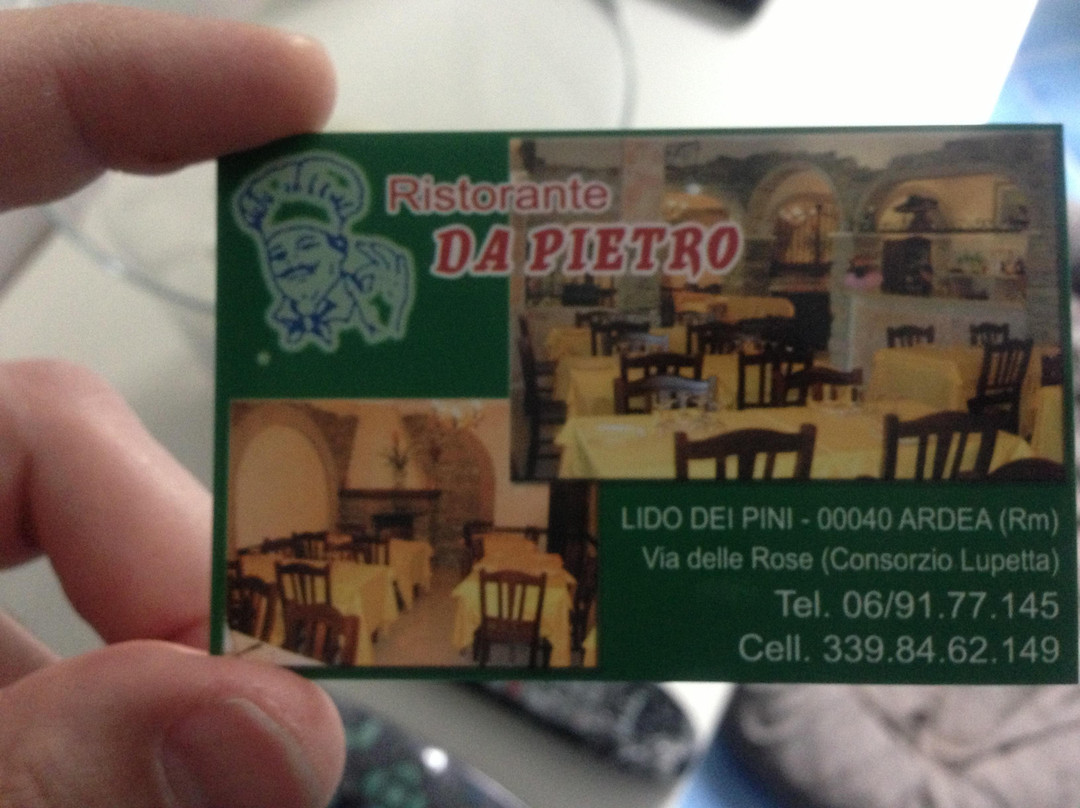 Ristorante
DA PIETRO
LIDO DEI PINI - 00040 ARDEA (Rm)
Via delle Rose (Consorzio Lupetta)
Tel. 06/91.77.145
Cell. 339.84.62.149